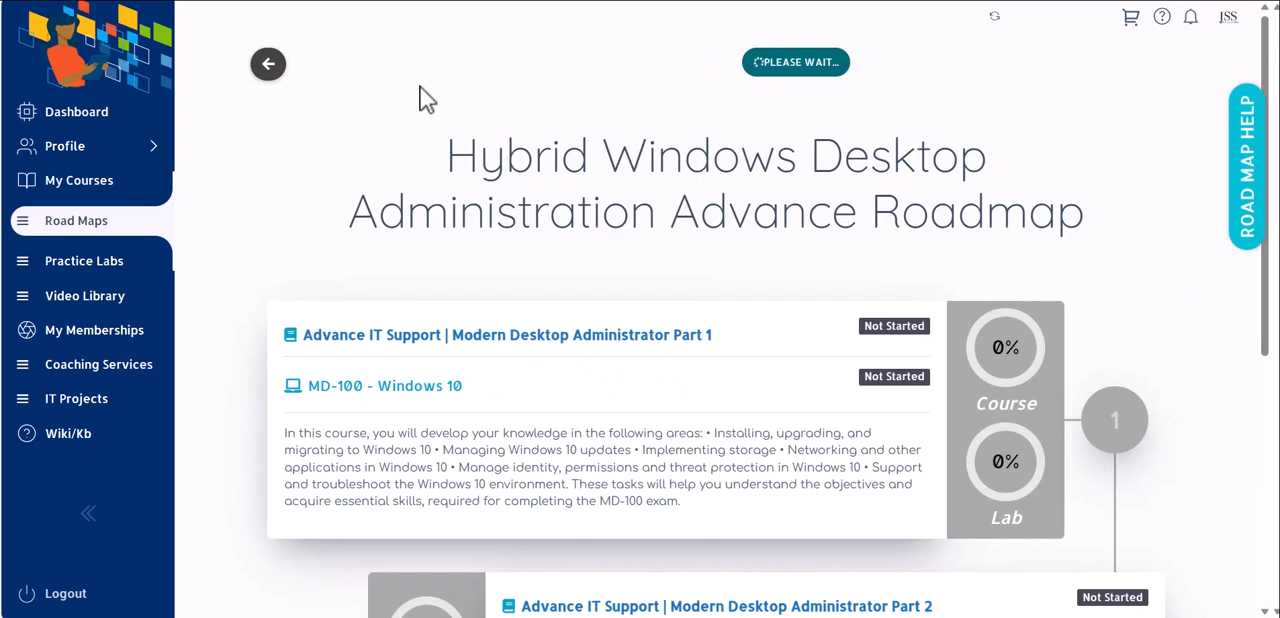 Dashboard
Profile
My Courses
Road Maps
Practice Labs
Video Library
My Memberships
Coaching Services
IT Projects
Wiki/Kb
Logout
JSS
PLEASE WAIT...
ROAD MAP HELP
Hybrid Windows Desktop
Administration Advance Roadmap
Advance IT Support | Modern Desktop Administrator Part 1
Not Started
MD-100 - Windows 10
Not Started
In this course, you will develop your knowledge in the following areas: • Installing, upgrading, and
migrating to Windows 10 • Managing Windows 10 updates • Implementing storage • Networking and other
applications in Windows 10 • Manage identity, permissions and threat protection in Windows 10 • Support
and troubleshoot the Windows 10 environment. These tasks will help you understand the objectives and
acquire essential skills, required for completing the MD-100 exam.
0%
Course
0%
Lab
1
Advance IT Support | Modern Desktop Administrator Part 2
Not Started